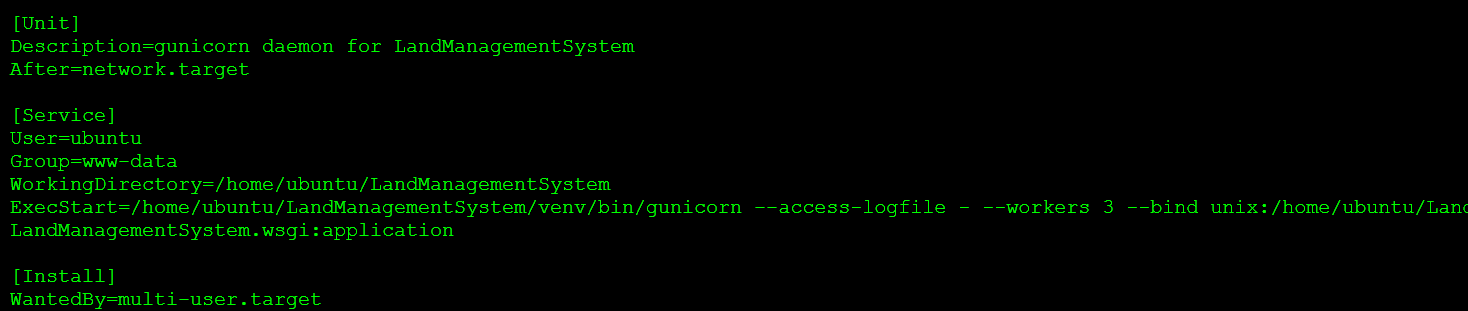 [Unit]
Description=gunicorn daemon for LandManagementSystem
After=network.target
[Service]
User=ubuntu
Group=www-data
WorkingDirectory=/home/ubuntu/LandManagementSystem
ExecStart=/home/ubuntu/LandManagementSystem/venv/bin/gunicorn --access-logfile - --workers 3 --bind unix:/home/ubuntu/Land
LandManagementSystem.wsgi:application
[Install]
WantedBy=multi-user.target